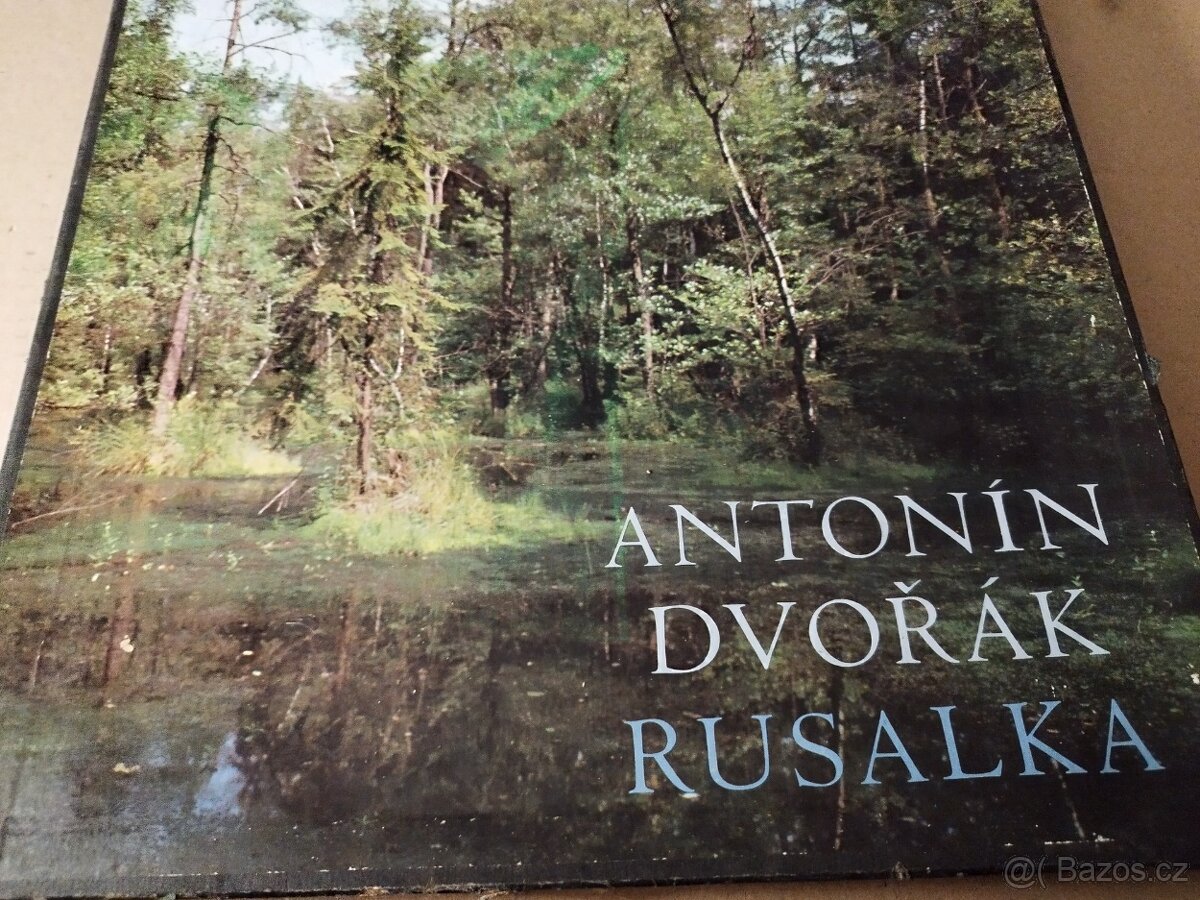 ANTONÍN
DVOŘÁK
RUSALKA
@( Bazos.cz